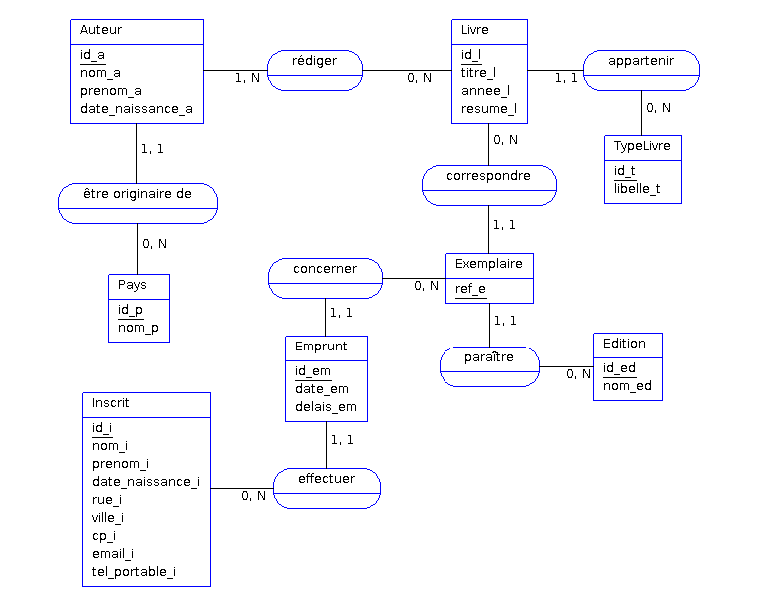 Auteur
id_a
nom_a
prenom_a
date_naissance_a
1, N
rédiger
0, N
Livre
id_l
titre_l
annee_l
resume_l
1, 1
appartenir
0, N
TypeLivre
id_t
libelle_t
1, 1
être originaire de
0, N
Pays
id_p
nom_p
0, N
correspondre
1, 1
Exemplaire
ref_e
0, N
concerner
1, 1
Emprunt
id_em
date_em
delais_em
1, 1
paraître
0, N
Edition
id_ed
nom_ed
1, 1
effectuer
0, N
Inscrit
id_i
nom_i
prenom_i
date_naissance_i
rue_i
ville_i
cp_i
email_i
tel_portable_i